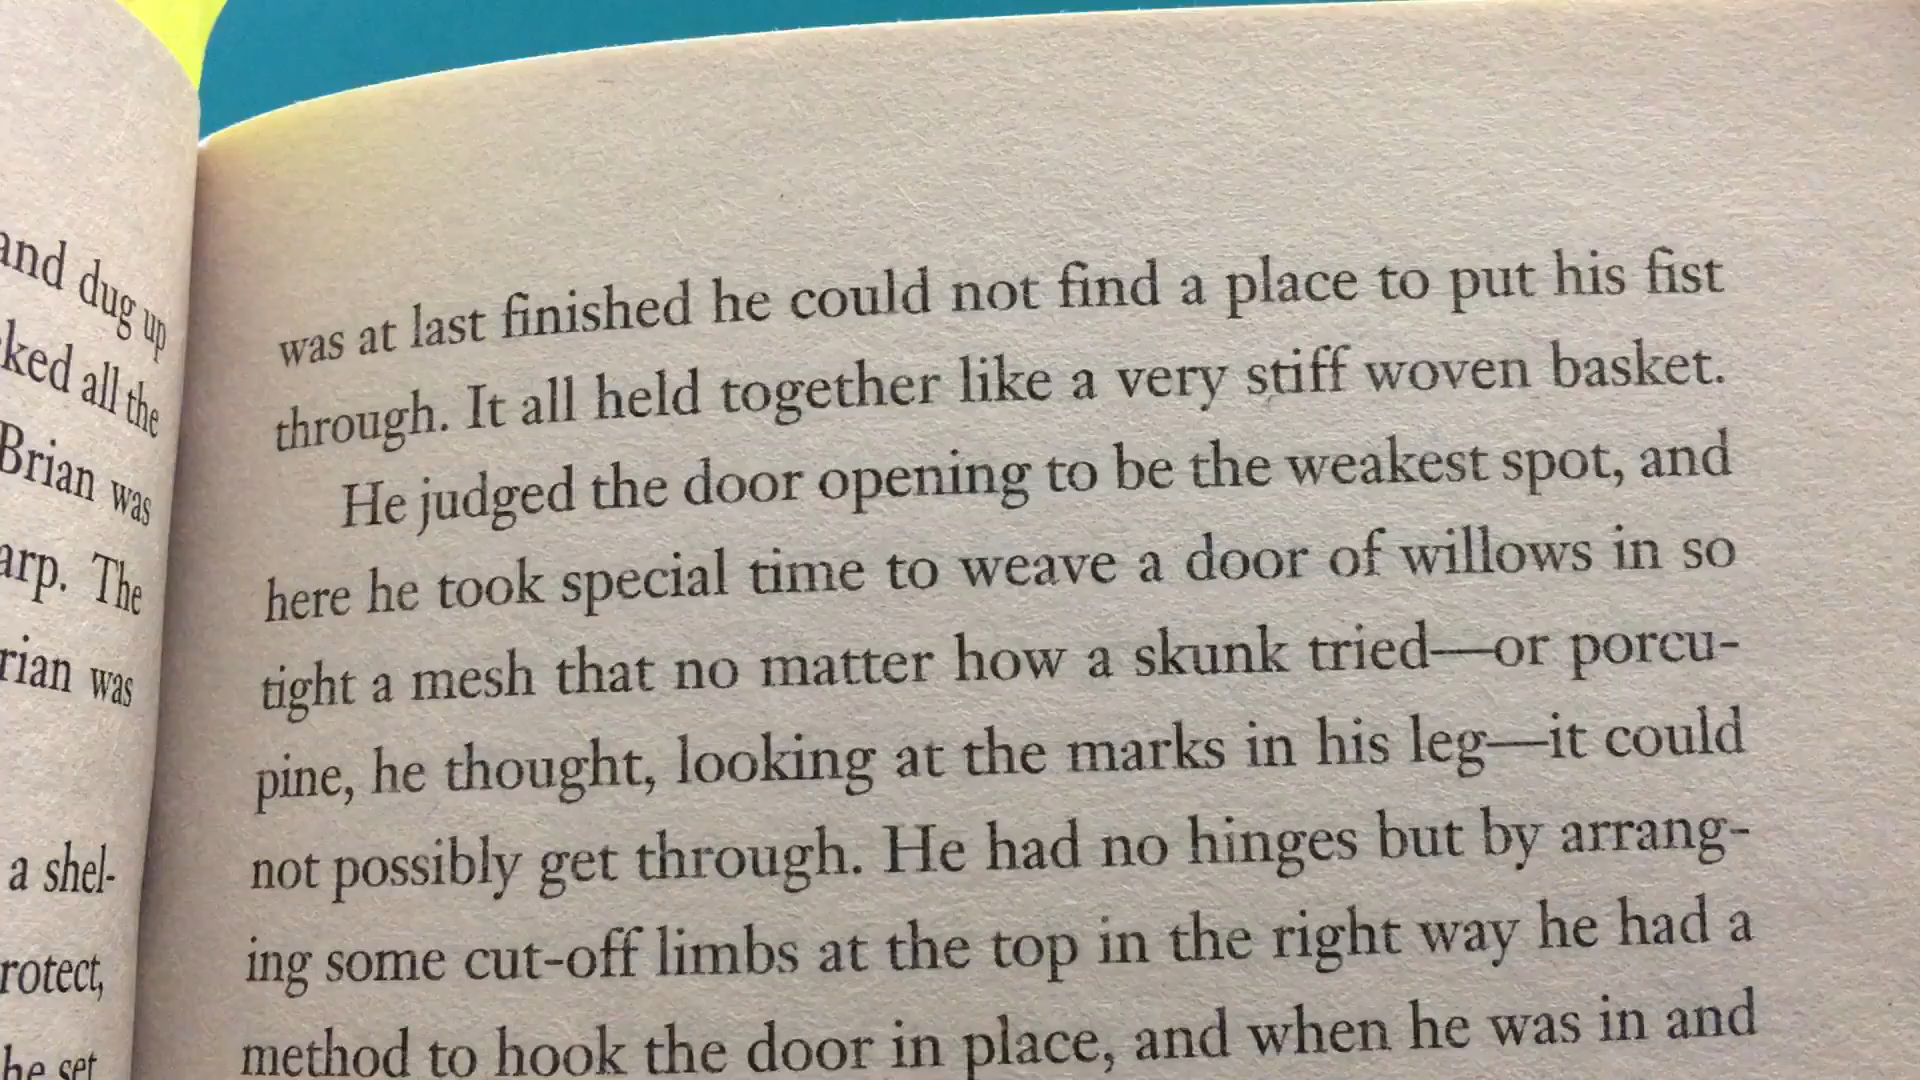 and dug up
ked all the
Brian was
arp. The
rian was
a shel-
rotect,
he set
was at last finished he could not find a place to put his fist
through. It all held together like a very stiff woven basket.
He judged the door opening to be the weakest spot, and
here he took special time to weave a door of willows in so
tight a mesh that no matter how a skunk tried—or porcu-
pine, he thought, looking at the marks in his leg—it could
not possibly get through. He had no hinges but by arrang-
ing some cut-off limbs at the top in the right way he had a
method to hook the door in place, and when he was in and